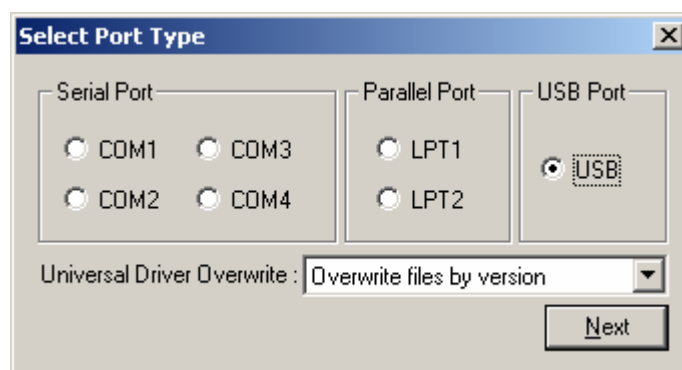 Select Port Type
Serial Port
Parallel Port
USB Port
COM1
COM3
LPT1
USB
COM2
COM4
LPT2
Universal Driver Overwrite :
Overwrite files by version
Next